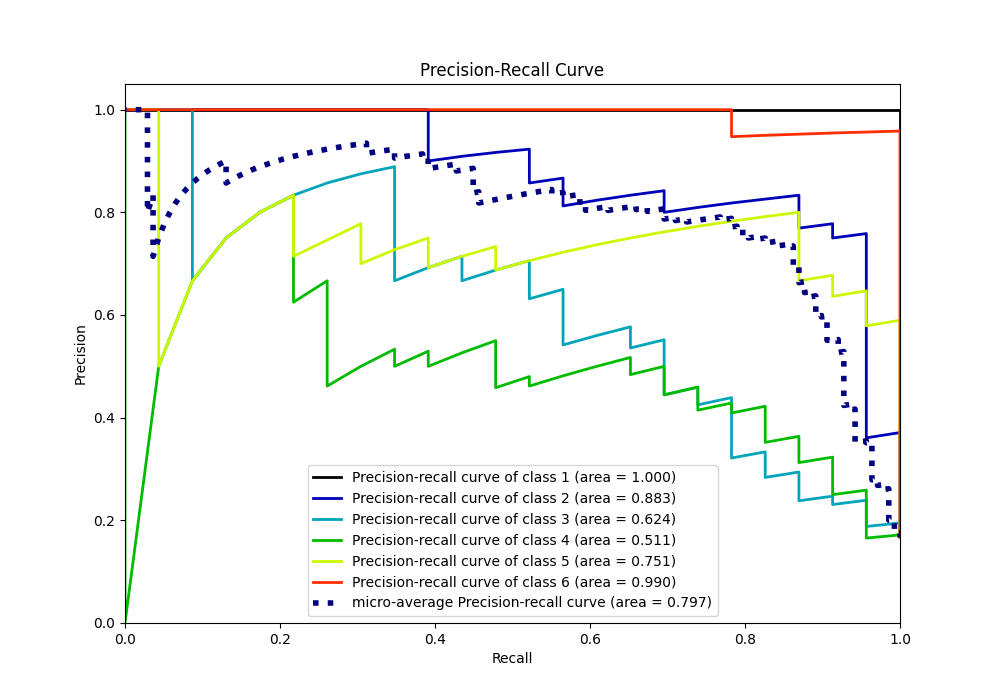 Precision-Recall Curve
1.0
0.8
0.6
0.4
0.2
0.0
Precision
Precision-recall curve of class 1 (area = 1.000)
Precision-recall curve of class 2 (area = 0.883)
Precision-recall curve of class 3 (area = 0.624)
Precision-recall curve of class 4 (area = 0.511)
Precision-recall curve of class 5 (area = 0.751)
Precision-recall curve of class 6 (area = 0.990)
micro-average Precision-recall curve (area = 0.797)
0.0 0.2 0.4 0.6 0.8 1.0
Recall